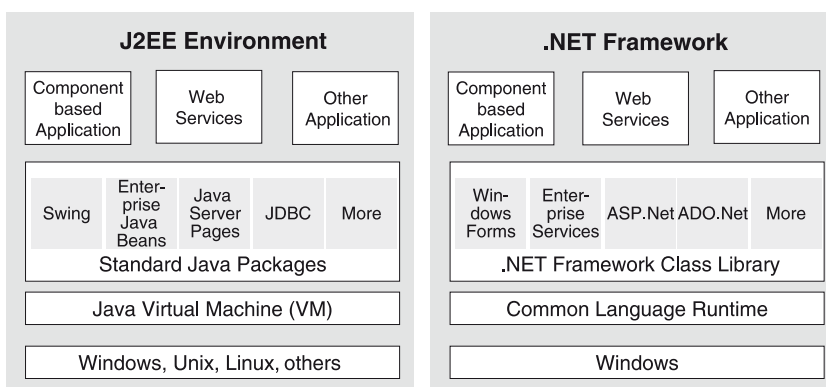 J2EE Environment
Component
based
Application
Web
Services
Other
Application
Swing
Enter-
prise
Java
Beans
Java
Server
Pages
JDBC
More
Standard Java Packages
Java Virtual Machine (VM)
Windows, Unix, Linux, others
.NET Framework
Component
based
Application
Web
Services
Other
Application
Win-
dows
Forms
Enter-
prise
Services
ASP.Net
ADO.Net
More
.NET Framework Class Library
Common Language Runtime
Windows